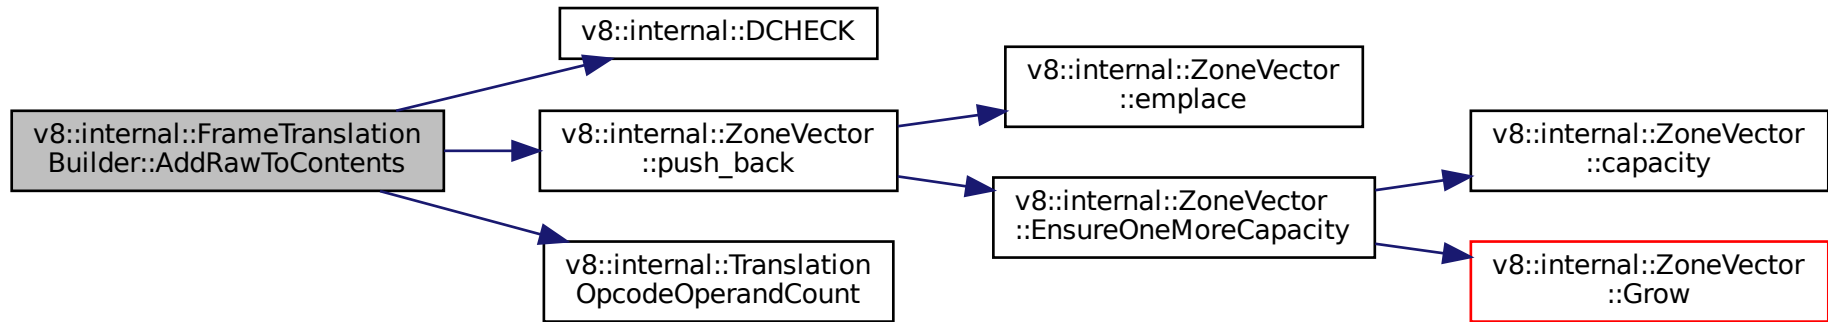 v8::internal::DCHECK
v8::internal::FrameTranslation
Builder::AddRawToContents
v8::internal::ZoneVector
::push_back
v8::internal::Translation
OpcodeOperandCount
v8::internal::ZoneVector
::emplace
v8::internal::ZoneVector
::EnsureOneMoreCapacity
v8::internal::ZoneVector
::capacity
v8::internal::ZoneVector
::Grow